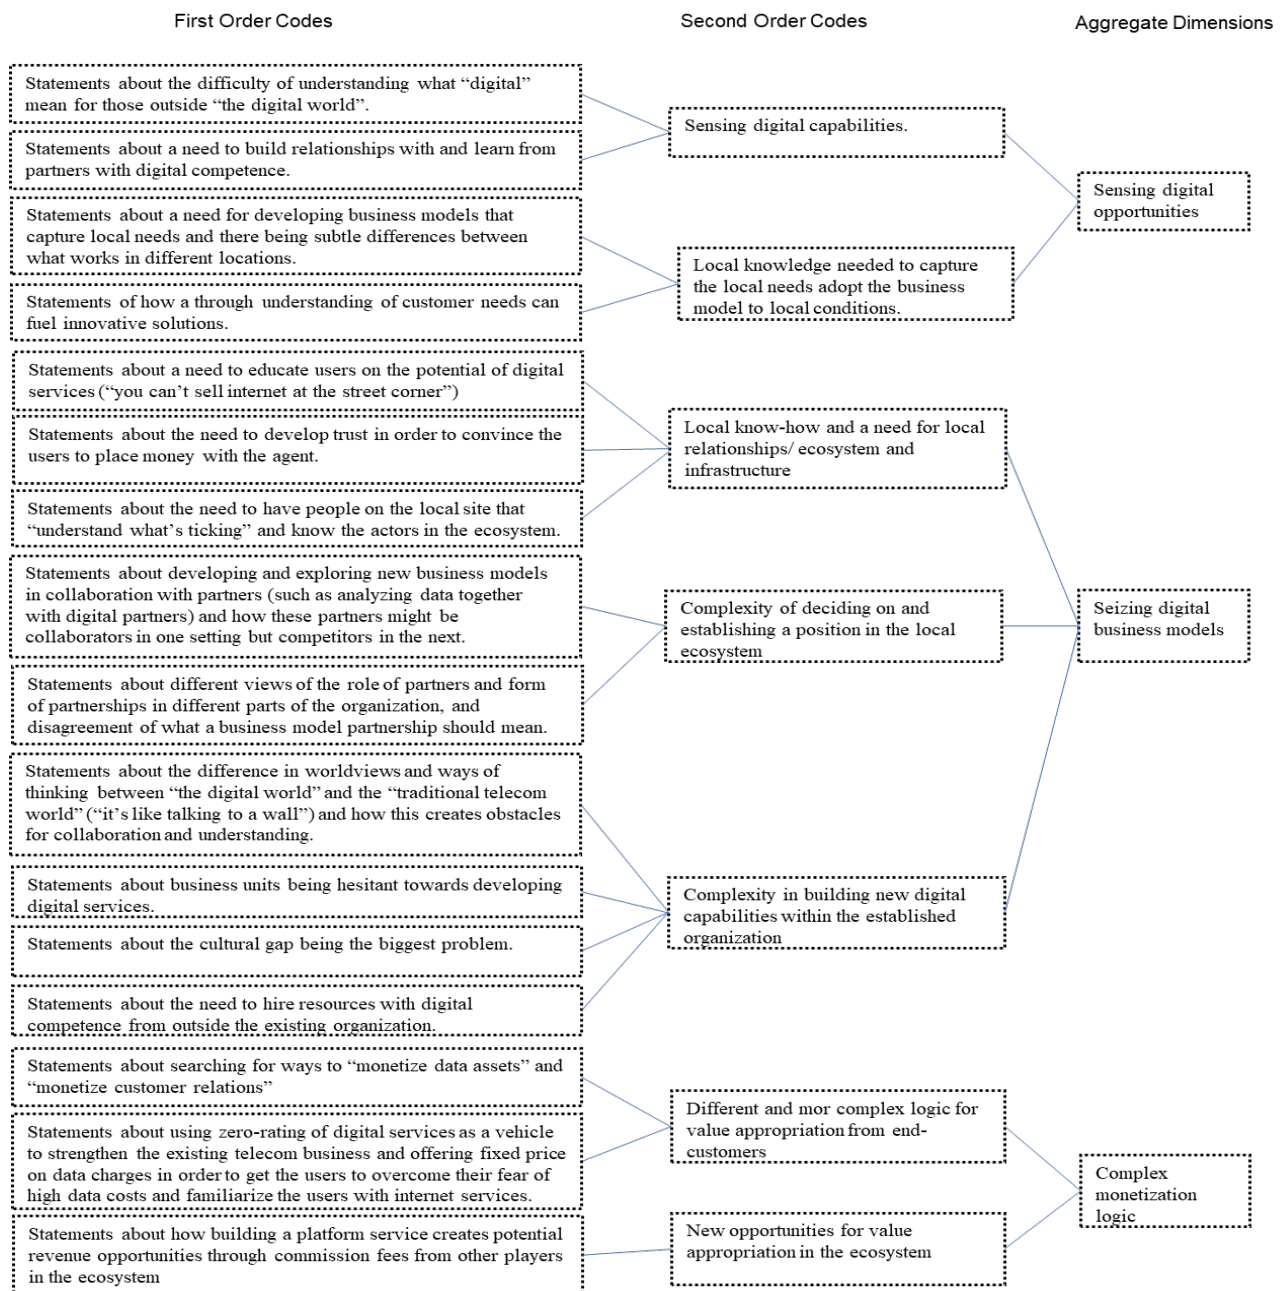 First Order Codes
Second Order Codes
Aggregate Dimensions
Statements about the difficulty of understanding what “digital”
mean for those outside “the digital world”.
Statements about a need to build relationships with and learn from
partners with digital competence.
Statements about a need for developing business models that
capture local needs and there being subtle differences between
what works in different locations.
Statements of how a through understanding of customer needs can
fuel innovative solutions.
Statements about a need to educate users on the potential of digital
services (“you can’t sell internet at the street corner”)
Statements about the need to develop trust in order to convince the
users to place money with the agent.
Statements about the need to have people on the local site that
“understand what’s ticking” and know the actors in the ecosystem.
Statements about developing and exploring new business models
in collaboration with partners (such as analyzing data together
with digital partners) and how these partners might be
collaborators in one setting but competitors in the next.
Statements about different views of the role of partners and form
of partnerships in different parts of the organization, and
disagreement of what a business model partnership should mean.
Statements about the difference in worldviews and ways of
thinking between “the digital world” and the “traditional telecom
world” (“it’s like talking to a wall”) and how this creates obstacles
for collaboration and understanding.
Statements about business units being hesitant towards developing
digital services.
Statements about the cultural gap being the biggest problem.
Statements about the need to hire resources with digital
competence from outside the existing organization.
Statements about searching for ways to “monetize data assets” and
“monetize customer relations”
Statements about using zero-rating of digital services as a vehicle
to strengthen the existing telecom business and offering fixed price
on data charges in order to get the users to overcome their fear of
high data costs and familiarize the users with internet services.
Statements about how building a platform service creates potential
revenue opportunities through commission fees from other players
in the ecosystem
Sensing digital capabilities.
Local knowledge needed to capture
the local needs adopt the business
model to local conditions.
Local know-how and a need for local
relationships/ ecosystem and
infrastructure
Complexity of deciding on and
establishing a position in the local
ecosystem
Complexity in building new digital
capabilities within the established
organization
Different and mor complex logic for
value appropriation from end-
customers
New opportunities for value
appropriation in the ecosystem
Sensing digital
opportunities
Seizing digital
business models
Complex
monetization
logic